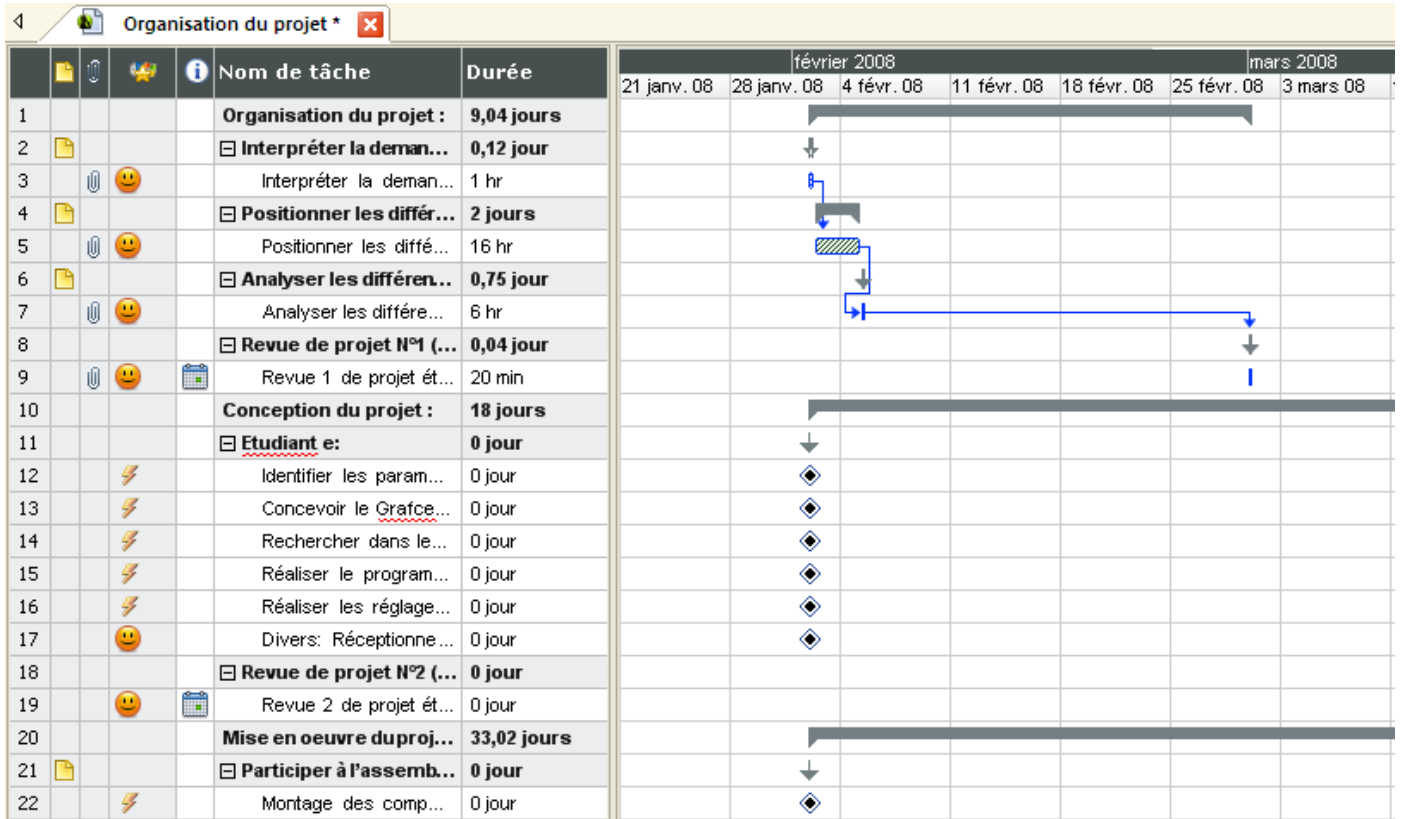 Organisation du projet *
Nom de tâche Durée
février 2008 mars 2008
21 janv. 08 28 janv. 08 4 févr. 08 11 févr. 08 18 févr. 08 25 févr. 08 3 mars 08
1 Organisation du projet : 9,04 jours
2 Interpréter la deman... 0,12 jour
3 Interpréter la deman... 1 hr
4 Positionner les différ... 2 jours
5 Positionner les diffé... 16 hr
6 Analyser les différen... 0,75 jour
7 Analyser les différe... 6 hr
8 Revue de projet N°1 (... 0,04 jour
9 Revue 1 de projet ét... 20 min
10 Conception du projet : 18 jours
11 Etudiant e: 0 jour
12 Identifier les param... 0 jour
13 Concevoir le Grafce... 0 jour
14 Rechercher dans le... 0 jour
15 Réaliser le program... 0 jour
16 Réaliser les réglage... 0 jour
17 Divers: Réceptionne... 0 jour
18 Revue de projet N°2 (... 0 jour
19 Revue 2 de projet ét... 0 jour
20 Mise en oeuvre du proj... 33,02 jours
21 Participer à l'assemb... 0 jour
22 Montage des comp... 0 jour